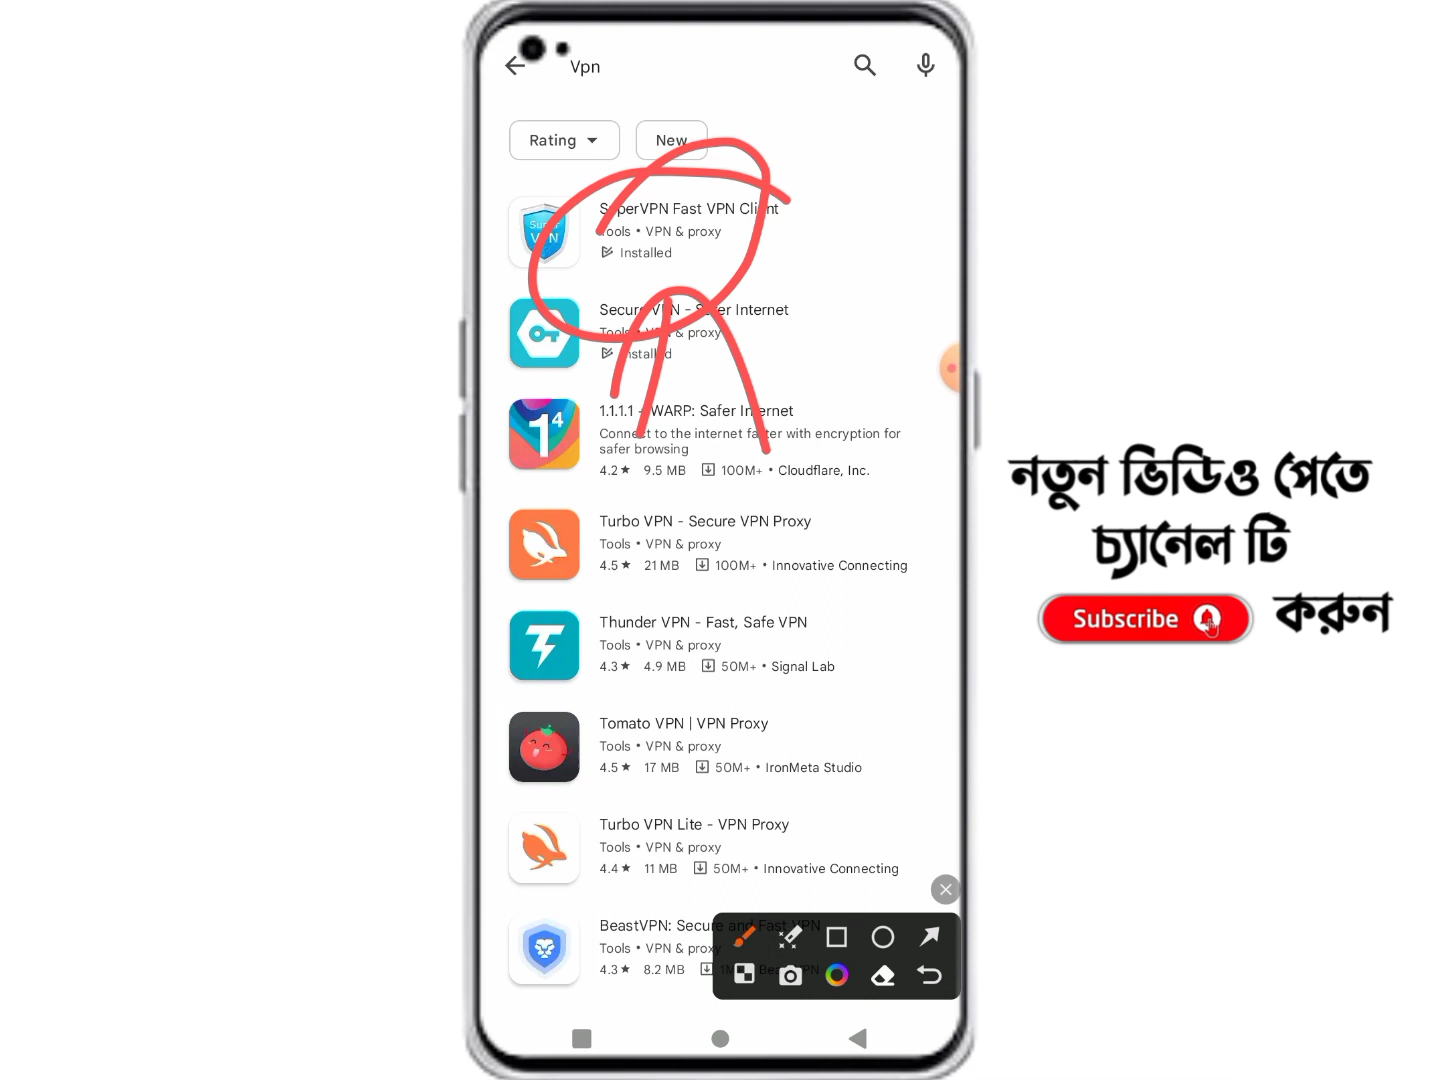 Vpn
Rating
New
SuperVPN Fast VPN Client
Tools • VPN & proxy
Installed
Super
VPN
Secure VPN - Safer Internet
Tools • VPN & proxy
Installed
1.1.1.1 + WARP: Safer Internet
1⁴
Connect to the internet faster with encryption for
safer browsing
4.2★ 9.5 MB 100M+ • Cloudflare, Inc.
Turbo VPN - Secure VPN Proxy
Tools • VPN & proxy
4.5★ 21 MB 100M+ • Innovative Connecting
Thunder VPN - Fast, Safe VPN
Tools • VPN & proxy
4.3★ 4.9 MB 50M+ • Signal Lab
Tomato VPN | VPN Proxy
Tools • VPN & proxy
4.5★ 17 MB 50M+ • IronMeta Studio
Turbo VPN Lite - VPN Proxy
Tools • VPN & proxy
4.4★ 11 MB 50M+ • Innovative Connecting
BeastVPN: Secure and Fast VPN
Tools • VPN & proxy
4.3★ 8.2 MB
নতুন ভিডিও পেতে
চ্যানেল টি
Subscribe করুন